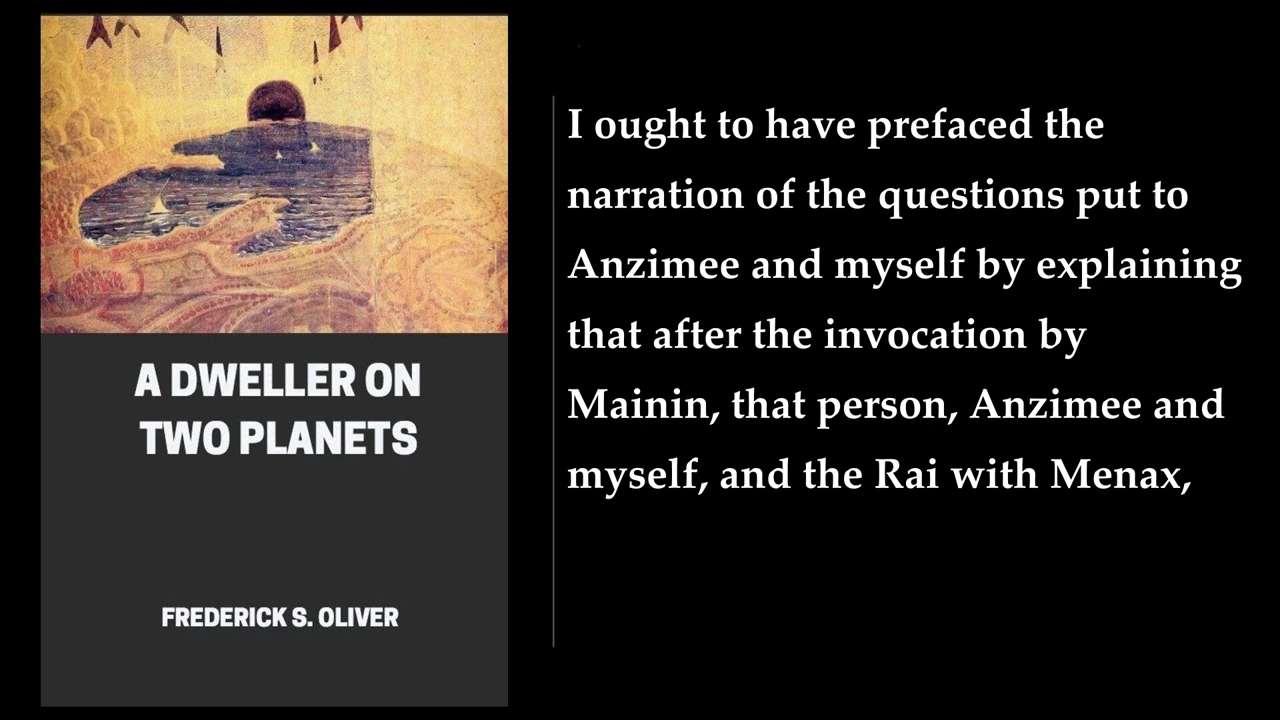 A DWELLER ON
TWO PLANETS
FREDERICK S. OLIVER
I ought to have prefaced the
narration of the questions put to
Anzimee and myself by explaining
that after the invocation by
Mainin, that person, Anzimee and
myself, and the Rai with Menax,